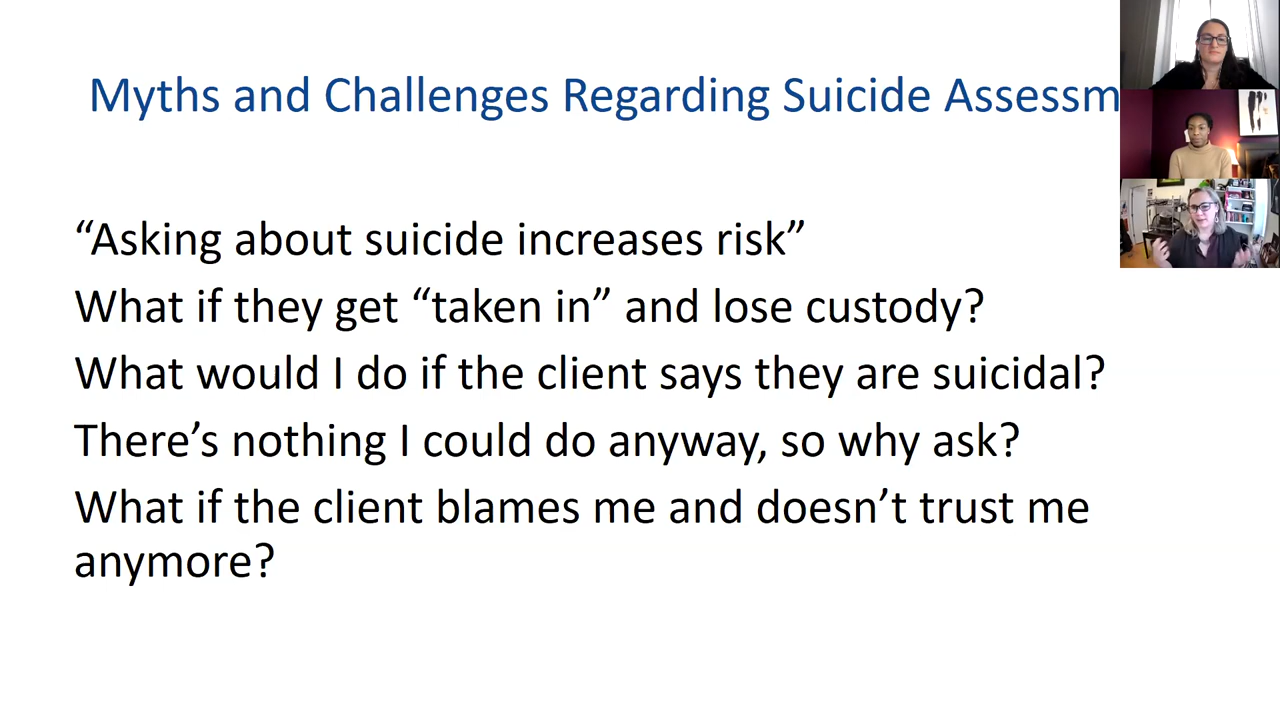 Myths and Challenges Regarding Suicide Assessm
“Asking about suicide increases risk”
What if they get “taken in” and lose custody?
What would I do if the client says they are suicidal?
There’s nothing I could do anyway, so why ask?
What if the client blames me and doesn’t trust me
anymore?